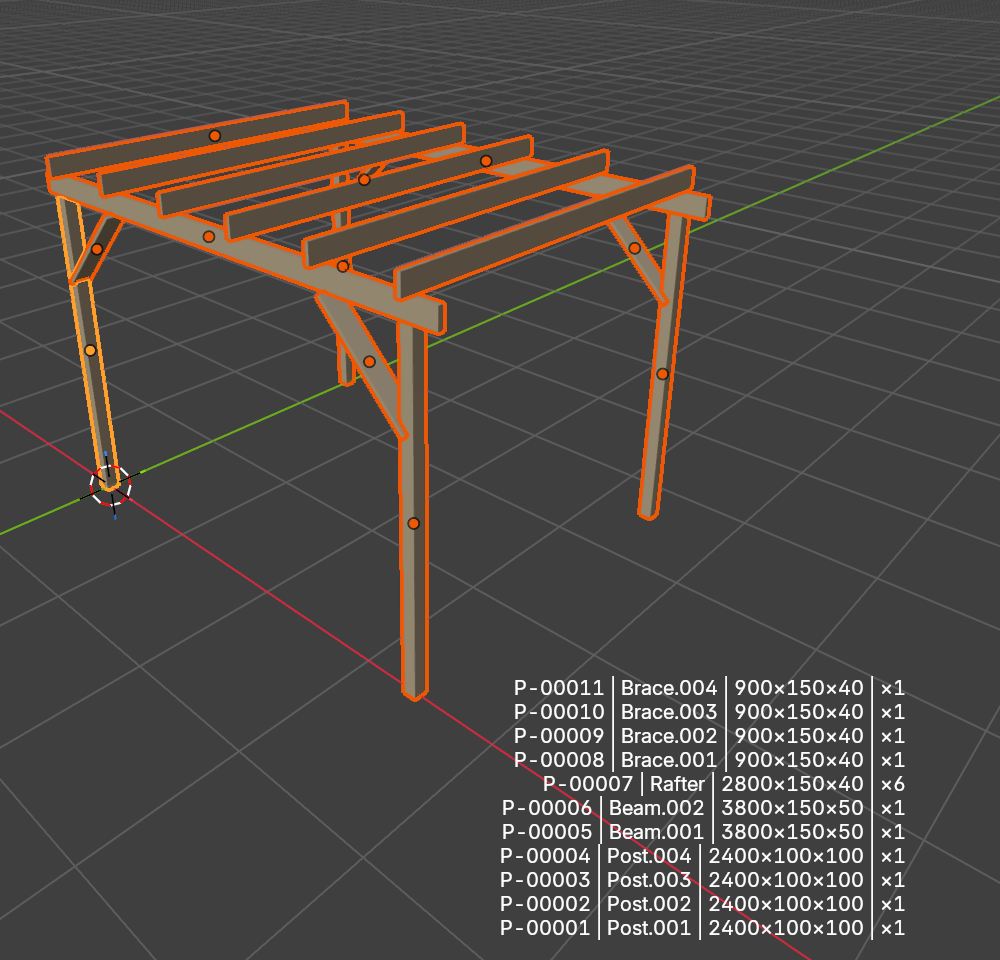 P-00011 | Brace.004 | 900×150×40 | ×1
P-00010 | Brace.003 | 900×150×40 | ×1
P-00009 | Brace.002 | 900×150×40 | ×1
P-00008 | Brace.001 | 900×150×40 | ×1
P-00007 | Rafter | 2800×150×40 | ×6
P-00006 | Beam.002 | 3800×150×50 | ×1
P-00005 | Beam.001 | 3800×150×50 | ×1
P-00004 | Post.004 | 2400×100×100 | ×1
P-00003 | Post.003 | 2400×100×100 | ×1
P-00002 | Post.002 | 2400×100×100 | ×1
P-00001 | Post.001 | 2400×100×100 | ×1